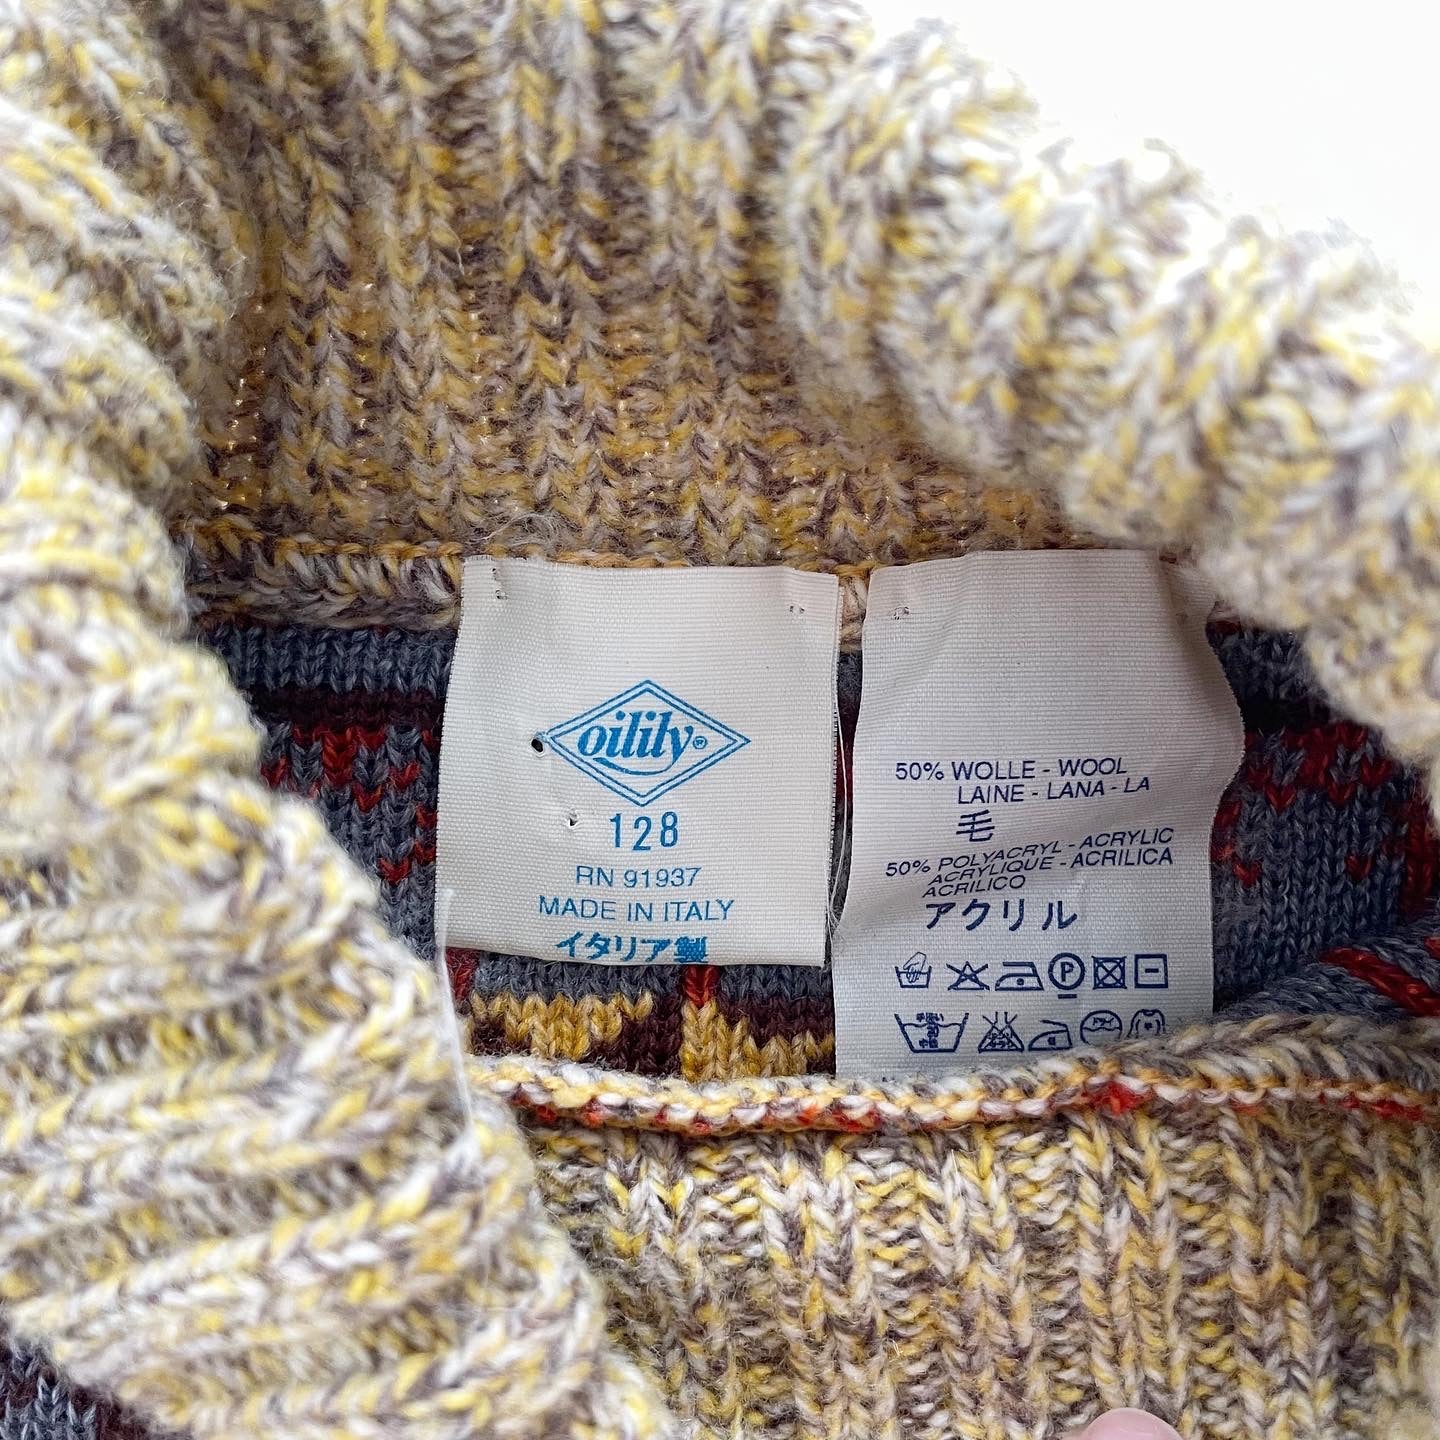 oilily®
128
RN 91937
MADE IN ITALY
イタリア製
50% WOLLE - WOOL
LAINE - LANA - LA
毛
50% POLYACRYL - ACRYLIC
ACRYLIQUE - ACRILICA
ACRILICO
アクリル
P